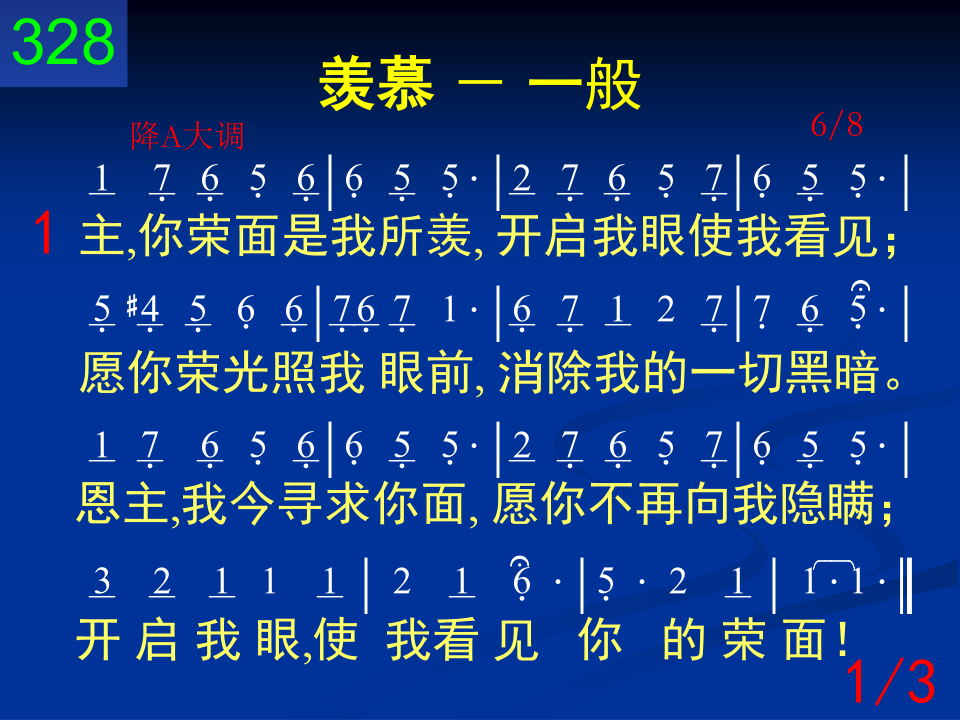 328
羡慕 － 一般
降A大调 6/8
1 7 6 5 6|6 5 5·|2 7 6 5 7|6 5 5·|
1 主,你荣面是我所羡, 开启我眼使我看见；
5 ♯4 5 6 6|7 6 7 1·|6 7 1 2 7|7 6 5·|
愿你荣光照我 眼前, 消除我的一切黑暗。
1 7 6 5 6|6 5 5·|2 7 6 5 7|6 5 5·|
恩主,我今寻求你面, 愿你不再向我隐瞒；
3 2 1 1 1|2 1 6·|5· 2 1|1·1·‖
开 启 我 眼,使 我看 见 你 的 荣 面！
1/3